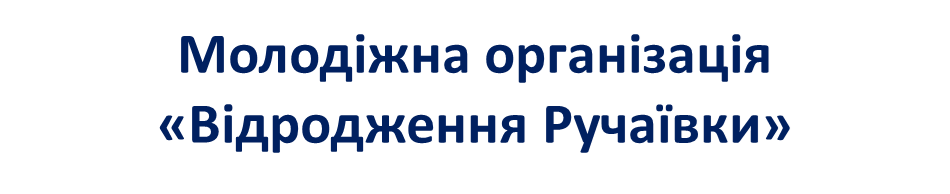 Молодіжна організація
«Відродження Ручаївки»